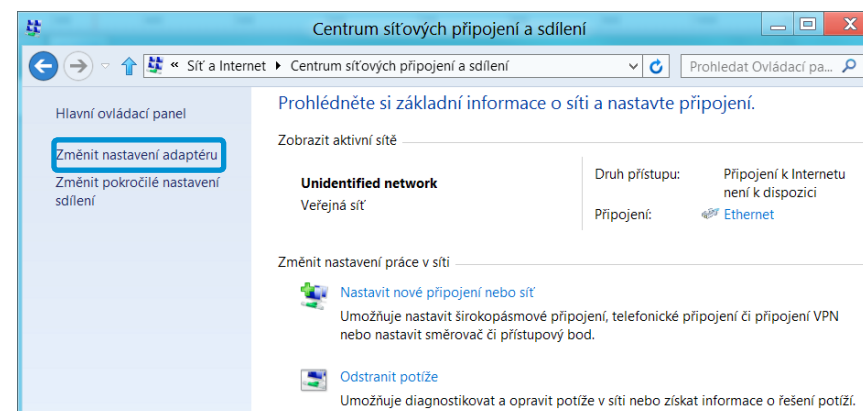 Centrum síťových připojení a sdílení
« Síť a Internet ▸ Centrum síťových připojení a sdílení
Prohledat Ovládací pa...
Hlavní ovládací panel
Změnit nastavení adaptéru
Změnit pokročilé nastavení
sdílení
Prohlédněte si základní informace o síti a nastavte připojení.
Zobrazit aktivní sítě
Unidentified network
Veřejná síť
Druh přístupu: Připojení k Internetu
není k dispozici
Připojení: Ethernet
Změnit nastavení práce v síti
Nastavit nové připojení nebo síť
Umožňuje nastavit širokopásmové připojení, telefonické připojení či připojení VPN
nebo nastavit směrovač či přístupový bod.
Odstranit potíže
Umožňuje diagnostikovat a opravit potíže v síti nebo získat informace o řešení potíží.